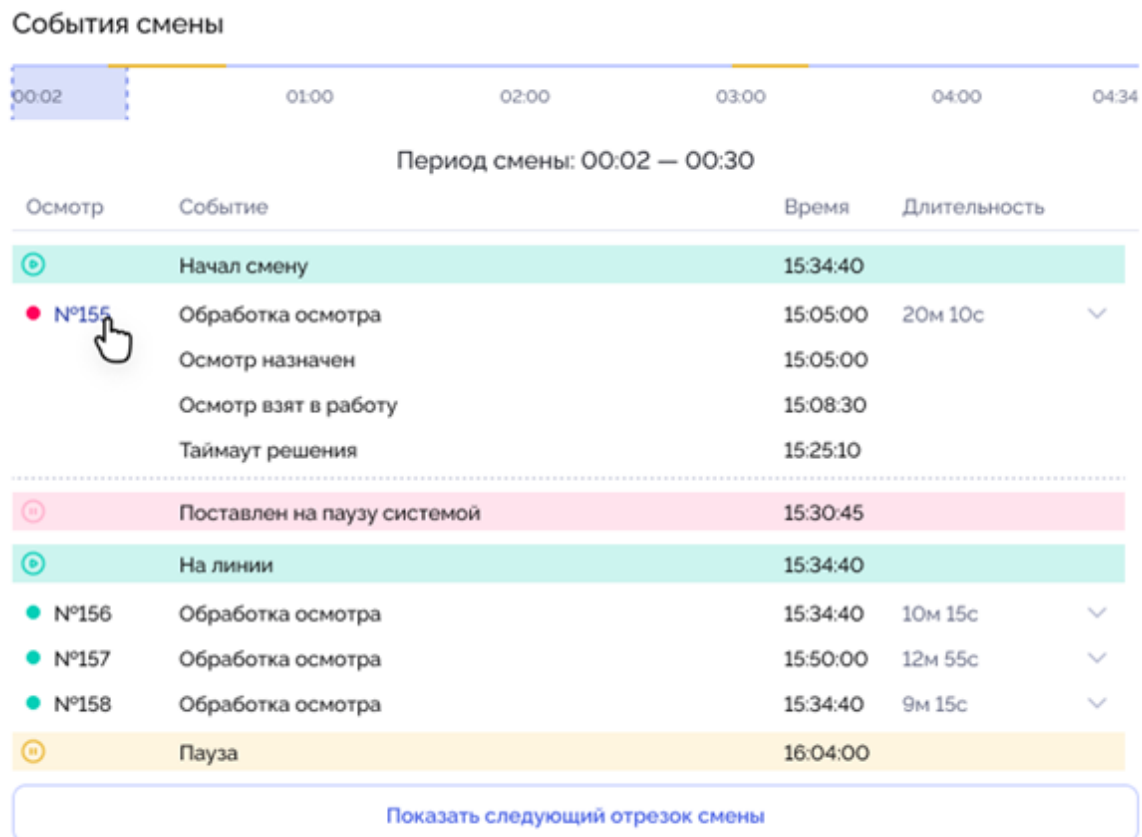 События смены
00:02 01:00 02:00 03:00 04:00 04:34
Период смены: 00:02 — 00:30
Осмотр Событие Время Длительность
Начал смену 15:34:40
№155 Обработка осмотра 15:05:00 20м 10с
Осмотр назначен 15:05:00
Осмотр взят в работу 15:08:30
Таймаут решения 15:25:10
Поставлен на паузу системой 15:30:45
На линии 15:34:40
№156 Обработка осмотра 15:34:40 10м 15с
№157 Обработка осмотра 15:50:00 12м 55с
№158 Обработка осмотра 15:34:40 9м 15с
Пауза 16:04:00
Показать следующий отрезок смены